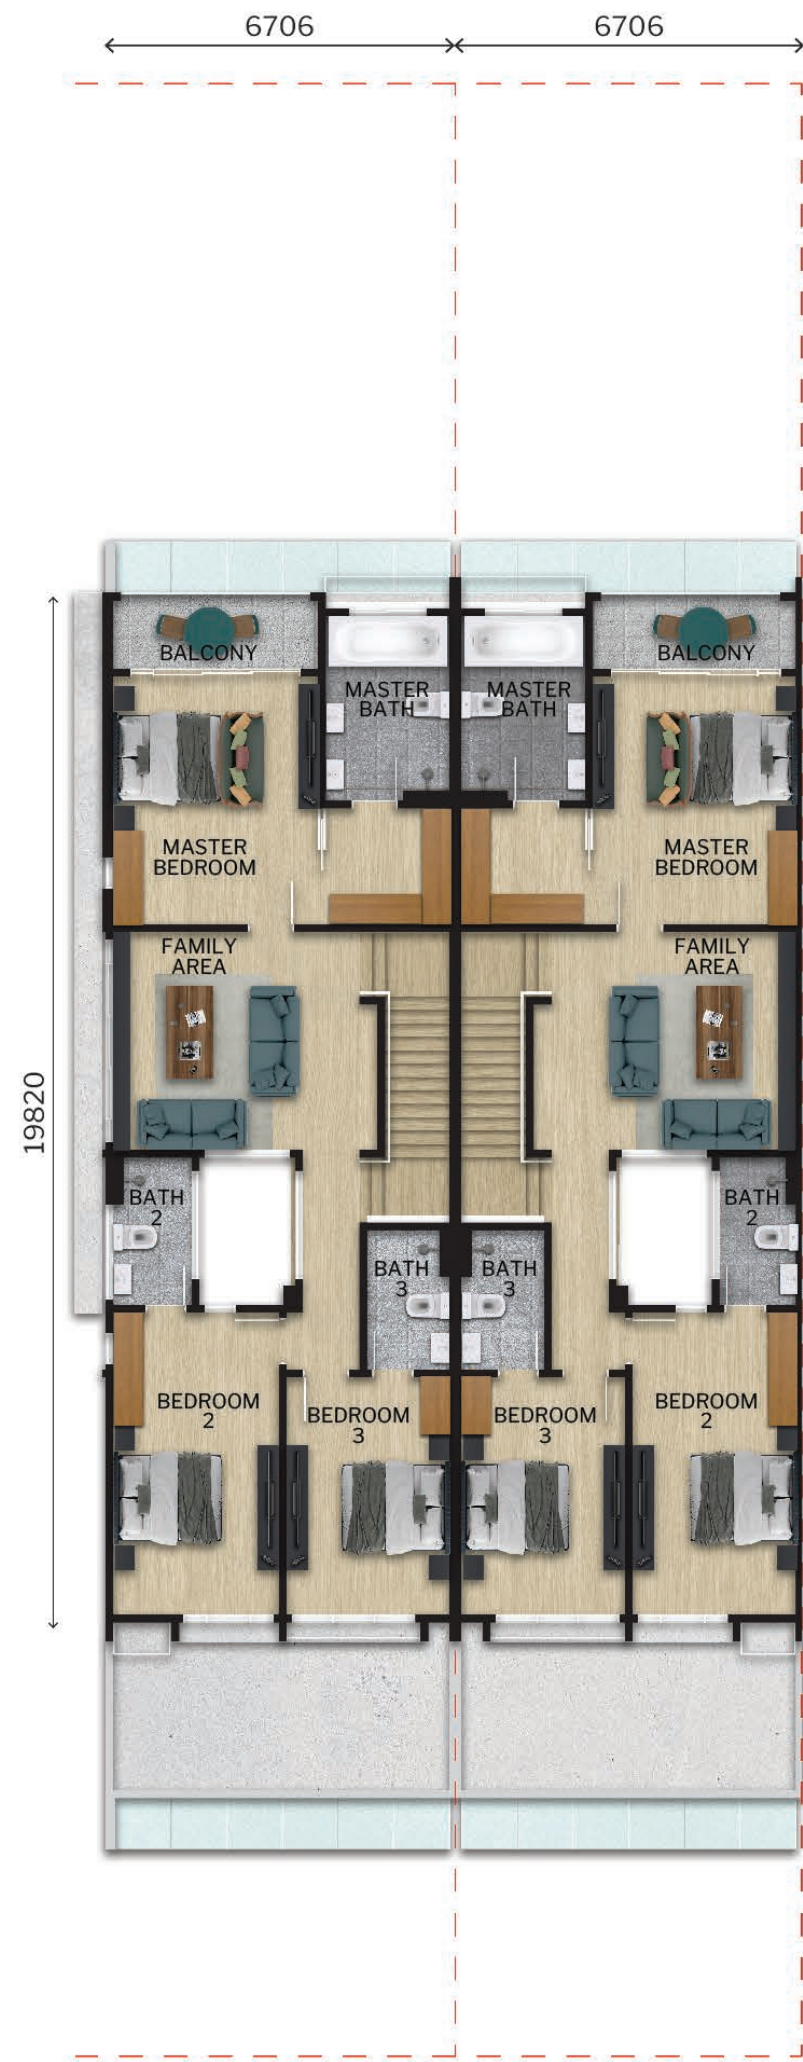 6706 6706
BALCONY BALCONY
MASTER
BATH
MASTER
BATH
MASTER
BEDROOM
MASTER
BEDROOM
FAMILY
AREA
FAMILY
AREA
19820
BATH
2
BATH
2
BATH
3
BATH
3
BEDROOM
2
BEDROOM
3
BEDROOM
3
BEDROOM
2